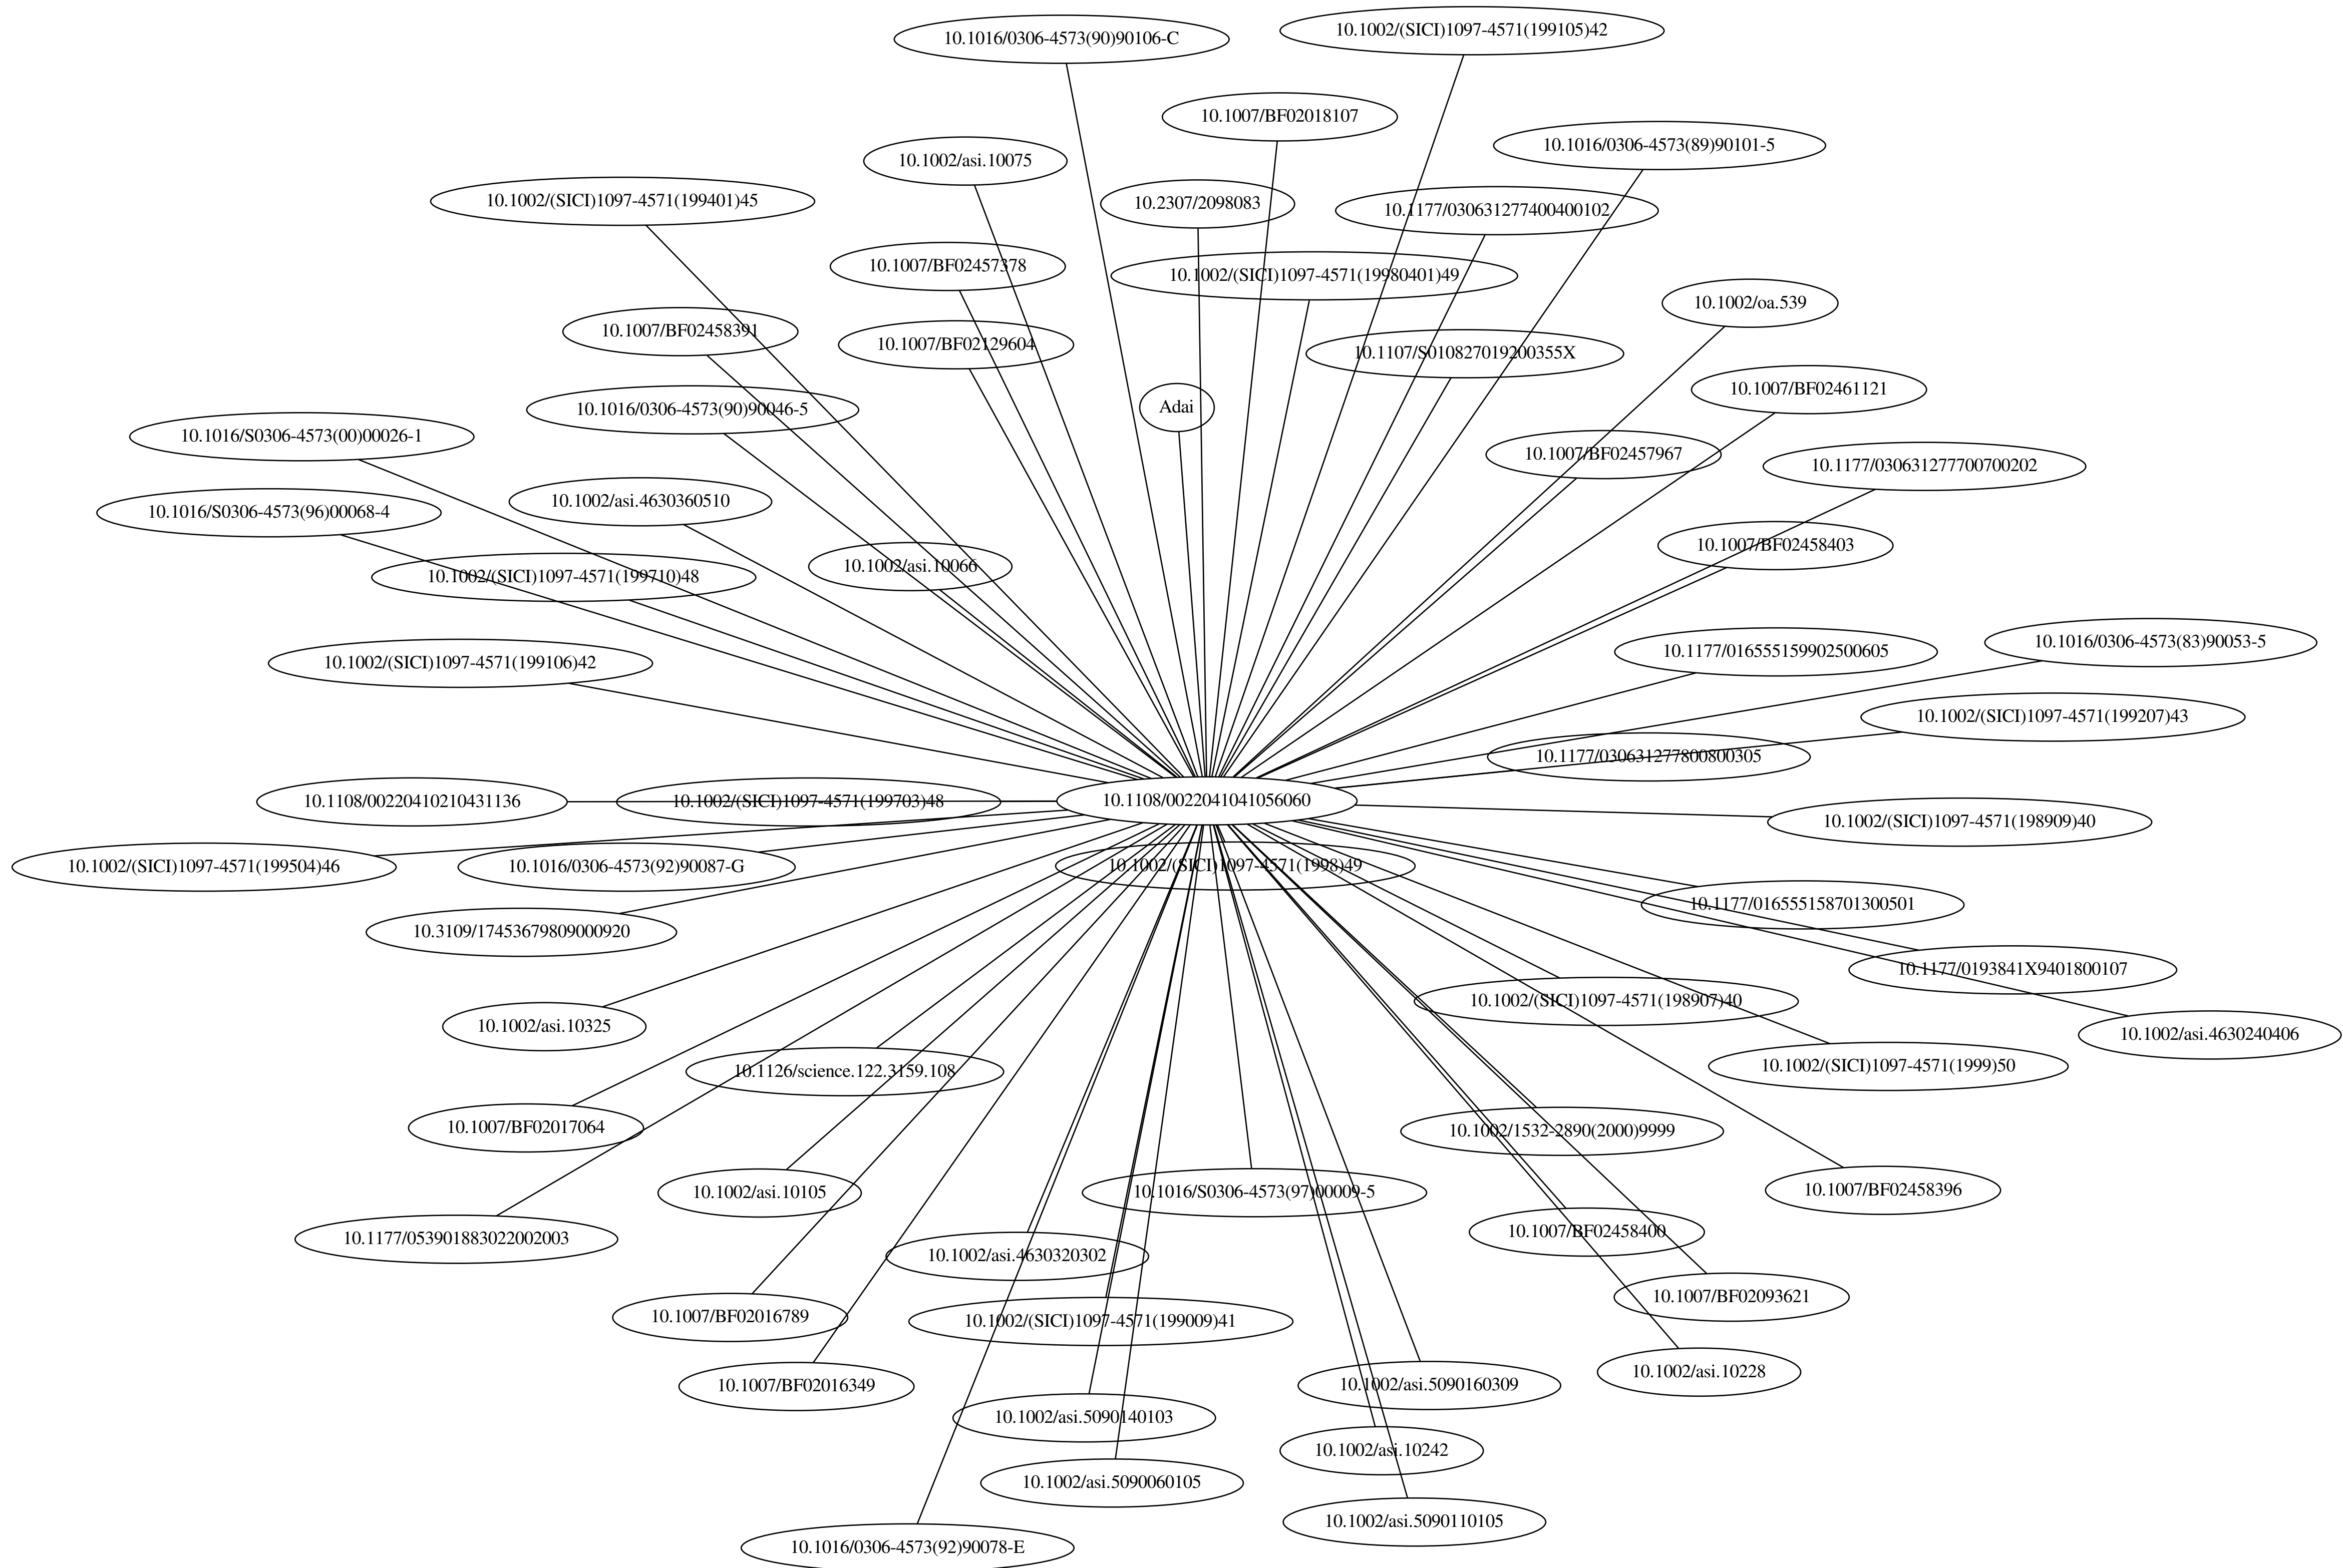 10.1002/(SICI)1097-4571(199105)42
10.1016/0306-4573(90)90106-C
10.1007/BF02018107
10.1016/0306-4573(89)90101-5
10.1002/asi.10075
10.1002/(SICI)1097-4571(199401)45
10.2307/2098083
10.1177/030631277400400102
10.1007/BF02457378
10.1002/(SICI)1097-4571(19980401)49
10.1002/oa.539
10.1007/BF02458391
10.1007/BF02129604
10.1107/S010827019200355X
10.1007/BF02461121
10.1016/0306-4573(90)90046-5
Adai
10.1016/S0306-4573(00)00026-1
10.1007/BF02457967
10.1177/030631277700700202
10.1002/asi.4630360510
10.1016/S0306-4573(96)00068-4
10.1007/BF02458403
10.1002/asi.10066
10.1002/(SICI)1097-4571(199710)48
10.1016/0306-4573(83)90053-5
10.1177/016555159902500605
10.1002/(SICI)1097-4571(199106)42
10.1002/(SICI)1097-4571(199207)43
10.1177/030631277800800305
10.1108/00220410210431136
10.1002/(SICI)1097-4571(199703)48
10.1108/0022041041056060
10.1002/(SICI)1097-4571(198909)40
10.1002/(SICI)1097-4571(199504)46
10.1016/0306-4573(92)90087-G
10.1002/(SICI)1097-4571(1998)49
10.1177/016555158701300501
10.3109/17453679809000920
10.1177/0193841X9401800107
10.1002/(SICI)1097-4571(198907)40
10.1002/asi.10325
10.1002/asi.4630240406
10.1002/(SICI)1097-4571(1999)50
10.1126/science.122.3159.108
10.1007/BF02017064
10.1002/1532-2890(2000)9999
10.1007/BF02458396
10.1002/asi.10105
10.1016/S0306-4573(97)00009-5
10.1007/BF02458400
10.1177/053901883022002003
10.1002/asi.4630320302
10.1007/BF02093621
10.1007/BF02016789
10.1002/(SICI)1097-4571(199009)41
10.1002/asi.10228
10.1002/asi.5090160309
10.1007/BF02016349
10.1002/asi.5090140103
10.1002/asi.10242
10.1002/asi.5090060105
10.1002/asi.5090110105
10.1016/0306-4573(92)90078-E